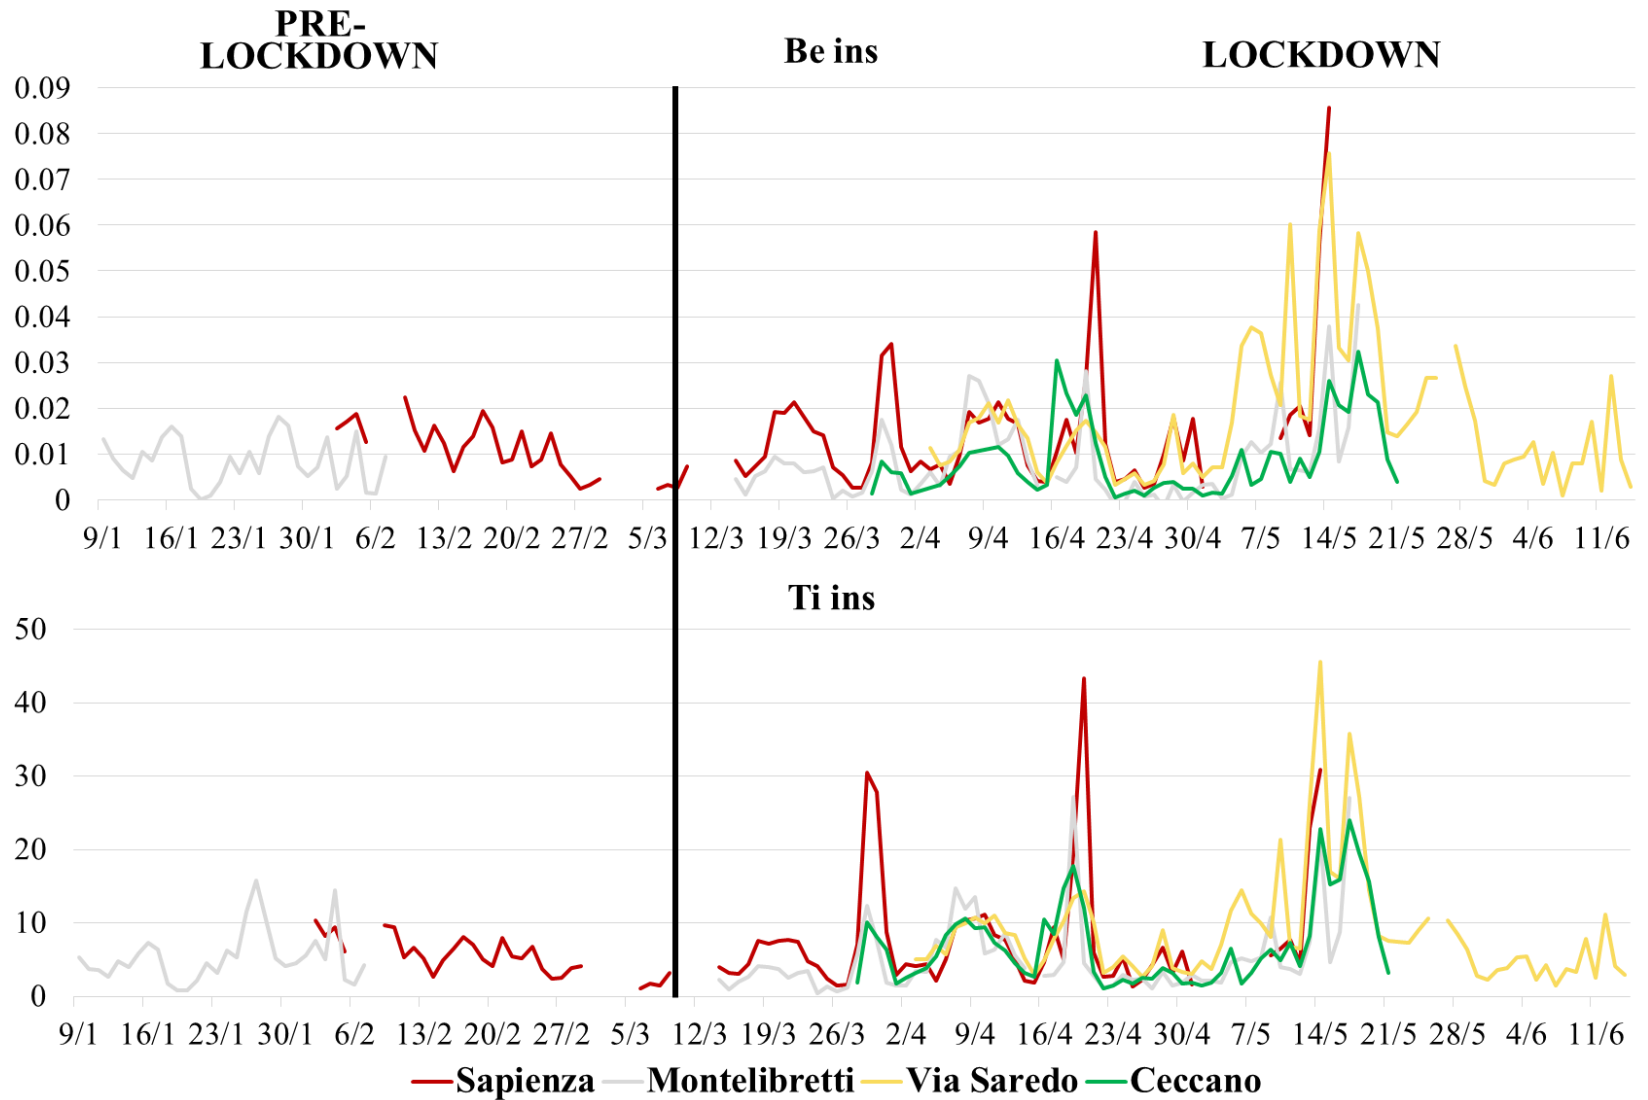 PRE-
LOCKDOWN
Be ins
LOCKDOWN
0.09
0.08
0.07
0.06
0.05
0.04
0.03
0.02
0.01
0
9/1 16/1 23/1 30/1 6/2 13/2 20/2 27/2 5/3 12/3 19/3 26/3 2/4 9/4 16/4 23/4 30/4 7/5 14/5 21/5 28/5 4/6 11/6
Ti ins
50
40
30
20
10
0
9/1 16/1 23/1 30/1 6/2 13/2 20/2 27/2 5/3 12/3 19/3 26/3 2/4 9/4 16/4 23/4 30/4 7/5 14/5 21/5 28/5 4/6 11/6
Sapienza Montelibretti Via Saredo Ceccano